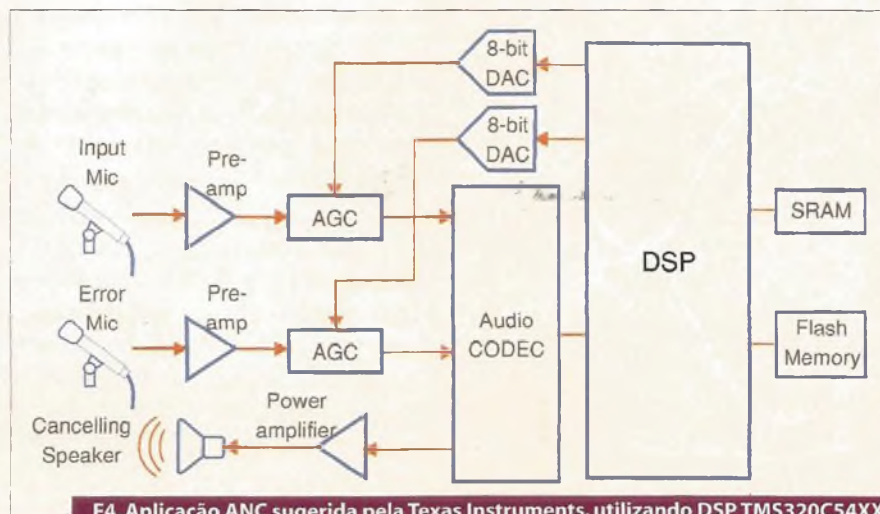 8-bit
DAC
8-bit
DAC
Input
Mic
Pre-
amp
AGC
Error
Mic
Pre-
amp
AGC
Audio
CODEC
DSP
SRAM
Flash
Memory
Cancelling
Speaker
Power
amplifier
F4. Aplicação ANC sugerida pela Texas Instruments, utilizando DSP TMS320C54XX